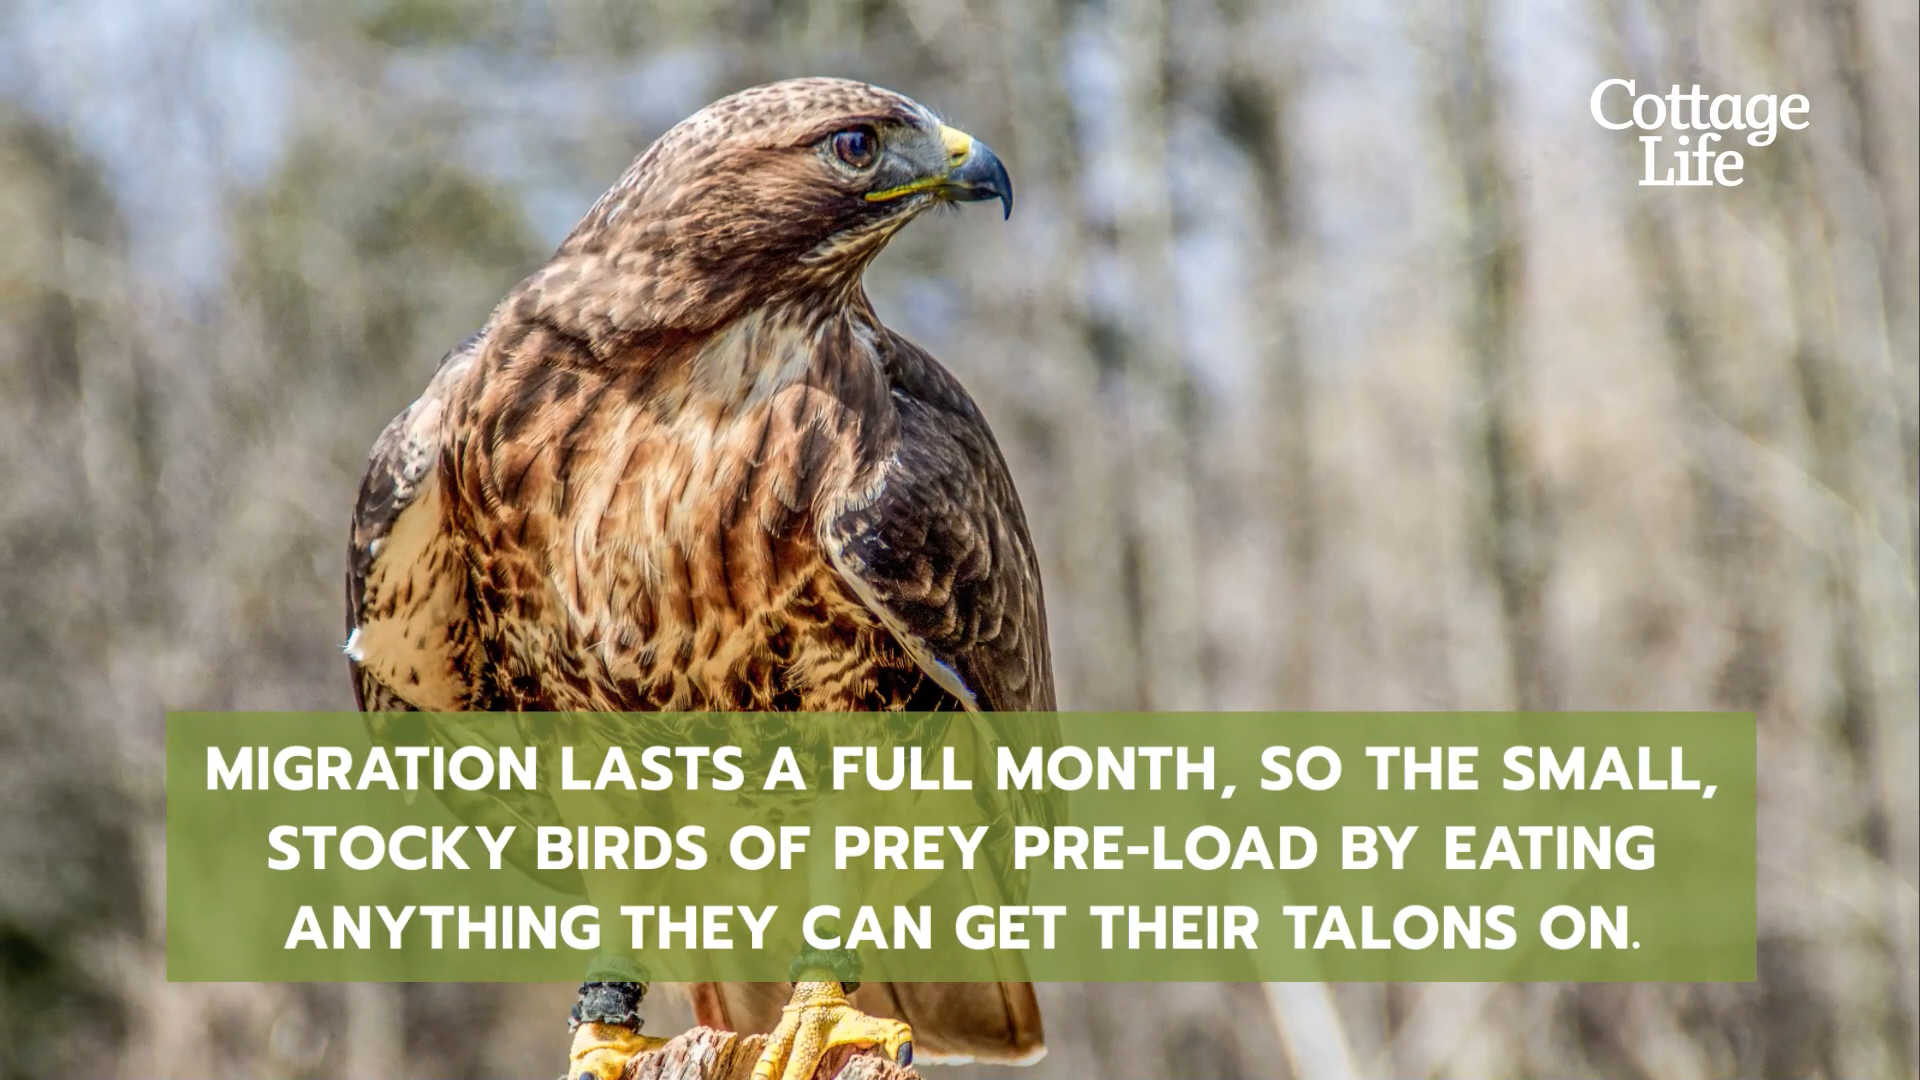 Cottage
Life
MIGRATION LASTS A FULL MONTH, SO THE SMALL,
STOCKY BIRDS OF PREY PRE-LOAD BY EATING
ANYTHING THEY CAN GET THEIR TALONS ON.